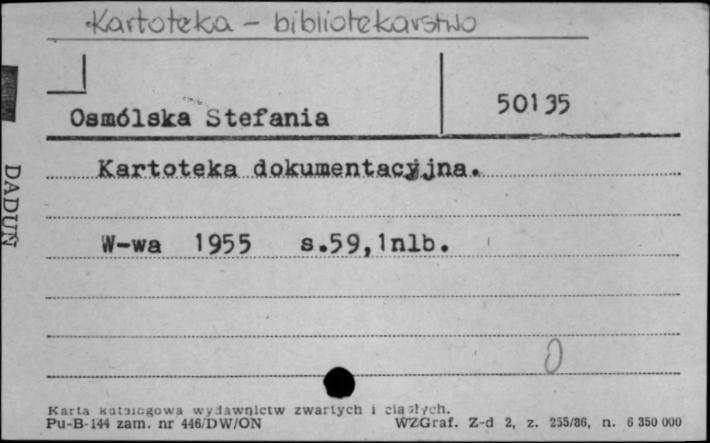 Kartoteka – bibliotekarstwo
Osmólska Stefania
50135
Kartoteka dokumentacyjna.
W-wa 1955 s.59,1nlb.
0
DADUŃ
Karta katalogowa wydawnictw zwartych i ciągłych.
Pu-B-144 zam. nr 446/DW/ON WZGraf. Z-d 2, z. 255/86, n. 6 350 000